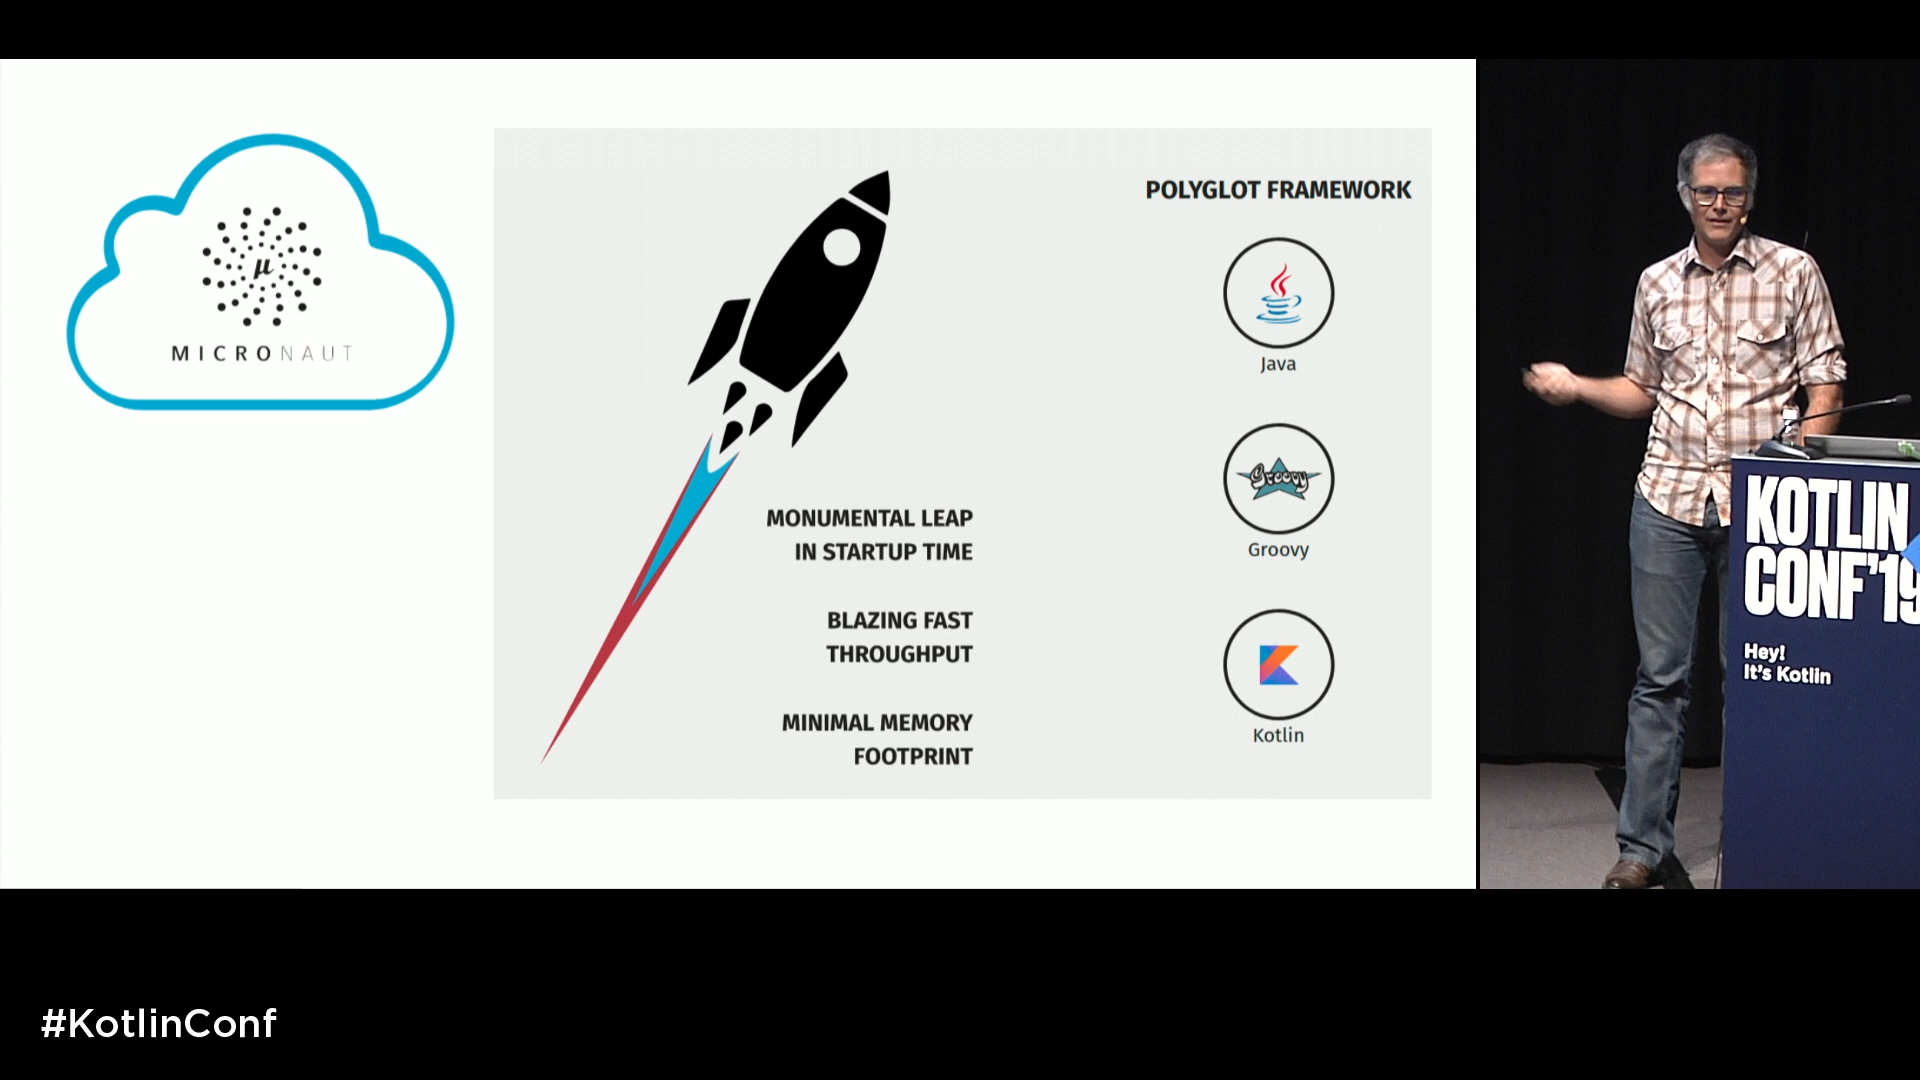 µ
MICRONAUT
POLYGLOT FRAMEWORK
Java
Groovy
Groovy
Kotlin
MONUMENTAL LEAP
IN STARTUP TIME
BLAZING FAST
THROUGHPUT
MINIMAL MEMORY
FOOTPRINT
KOTLIN
CONF'19
Hey!
It's Kotlin
#KotlinConf